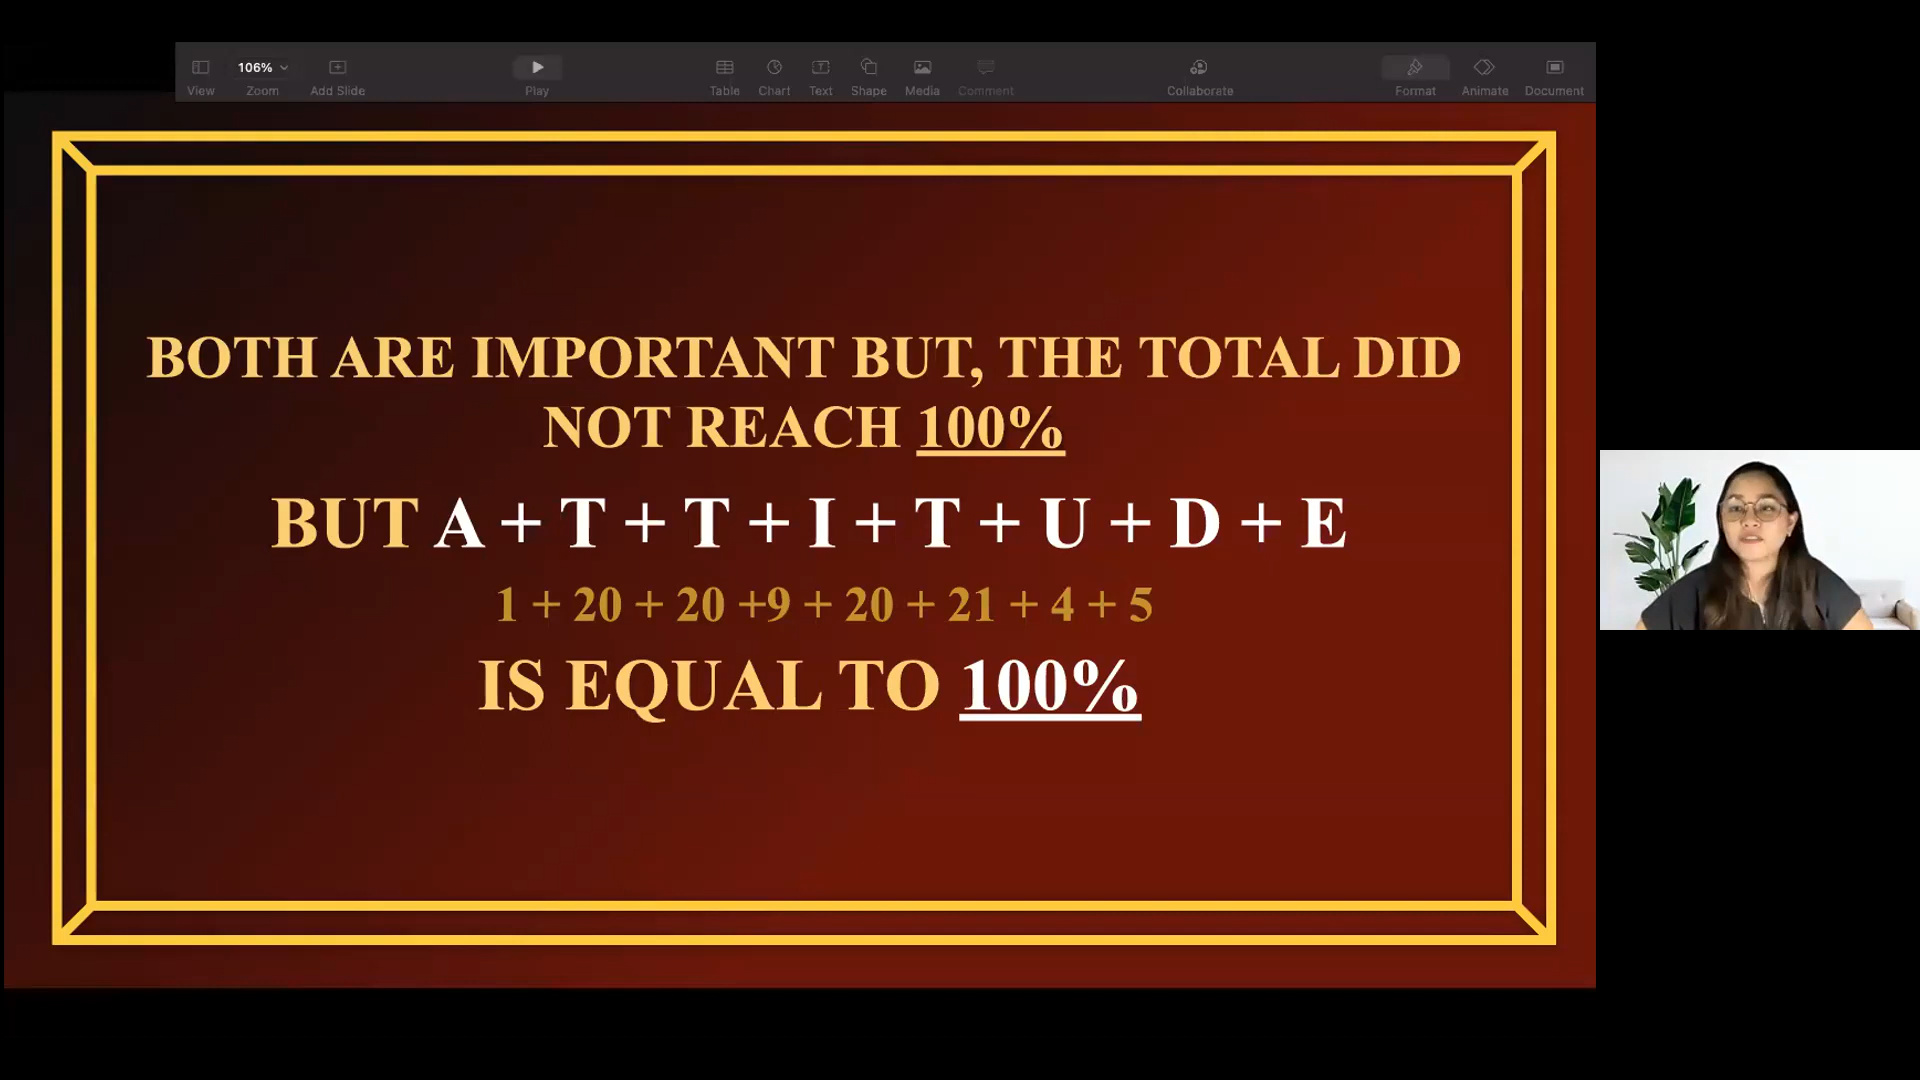 106%
View Zoom Add Slide Play Table Chart Text Shape Media Comment Collaborate Format Animate Document
BOTH ARE IMPORTANT BUT, THE TOTAL DID
NOT REACH 100%
BUT A + T + T + I + T + U + D + E
1 + 20 + 20 +9 + 20 + 21 + 4 + 5
IS EQUAL TO 100%